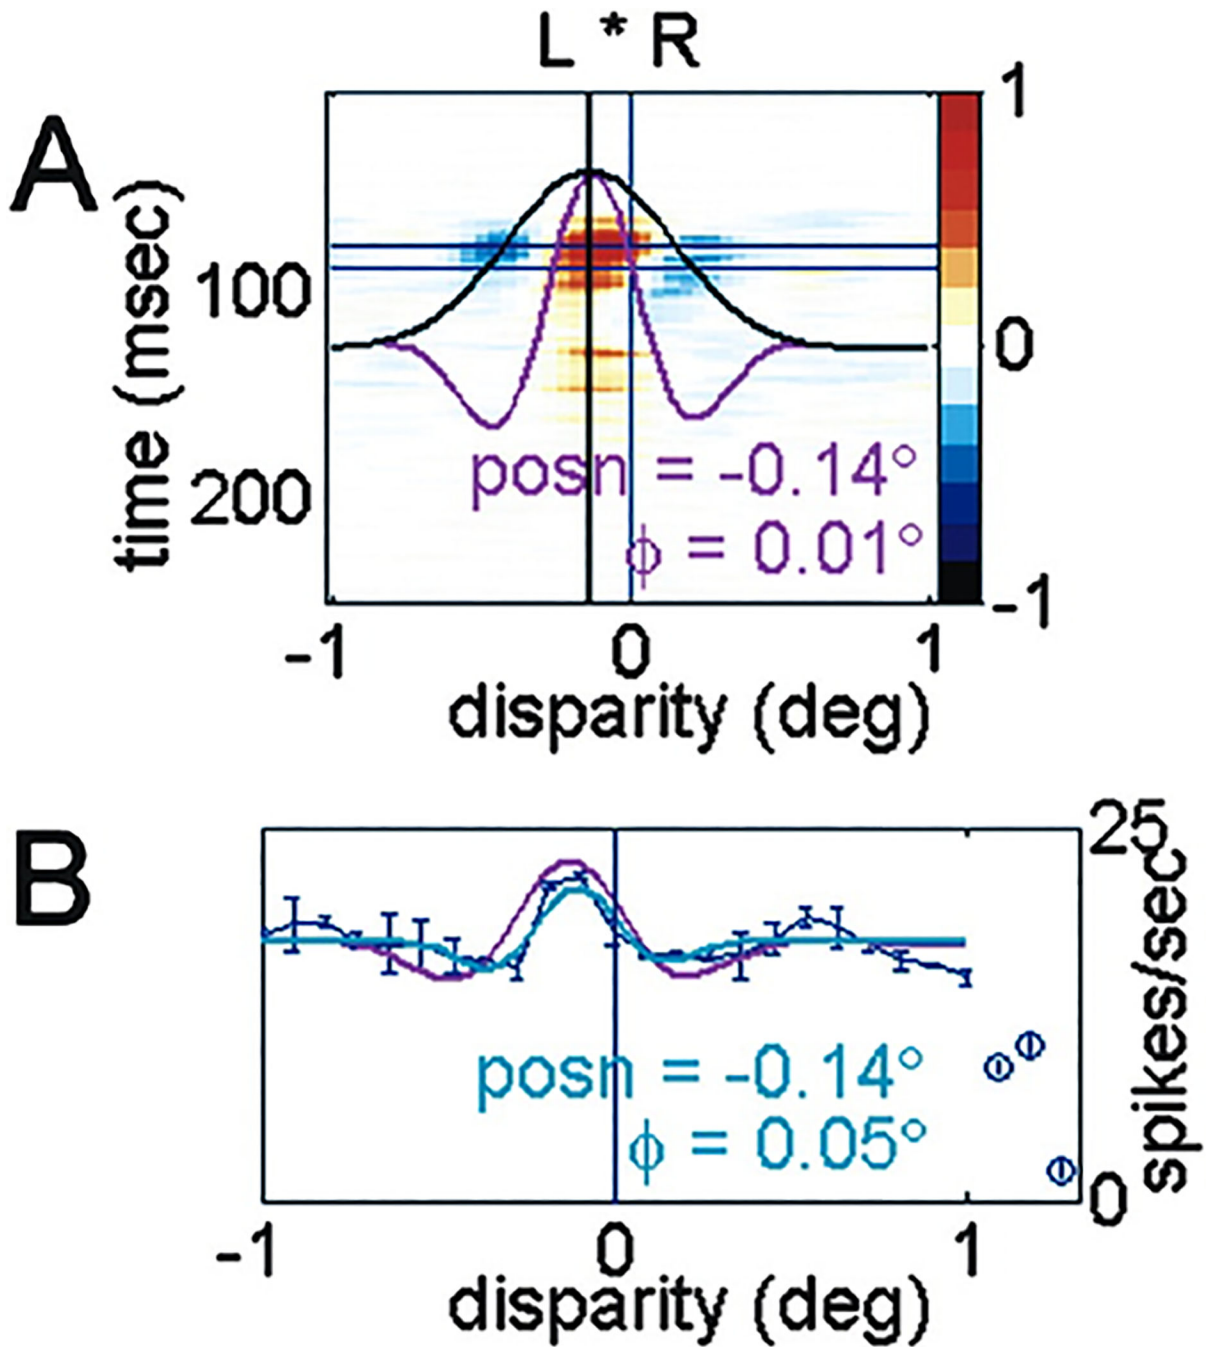 A
L * R
1
0
-1
time (msec)
100
200
posn = -0.14°
ϕ = 0.01°
-1 0 1
disparity (deg)
B
25
0
spikes/sec
posn = -0.14°
ϕ = 0.05°
-1 0 1
disparity (deg)